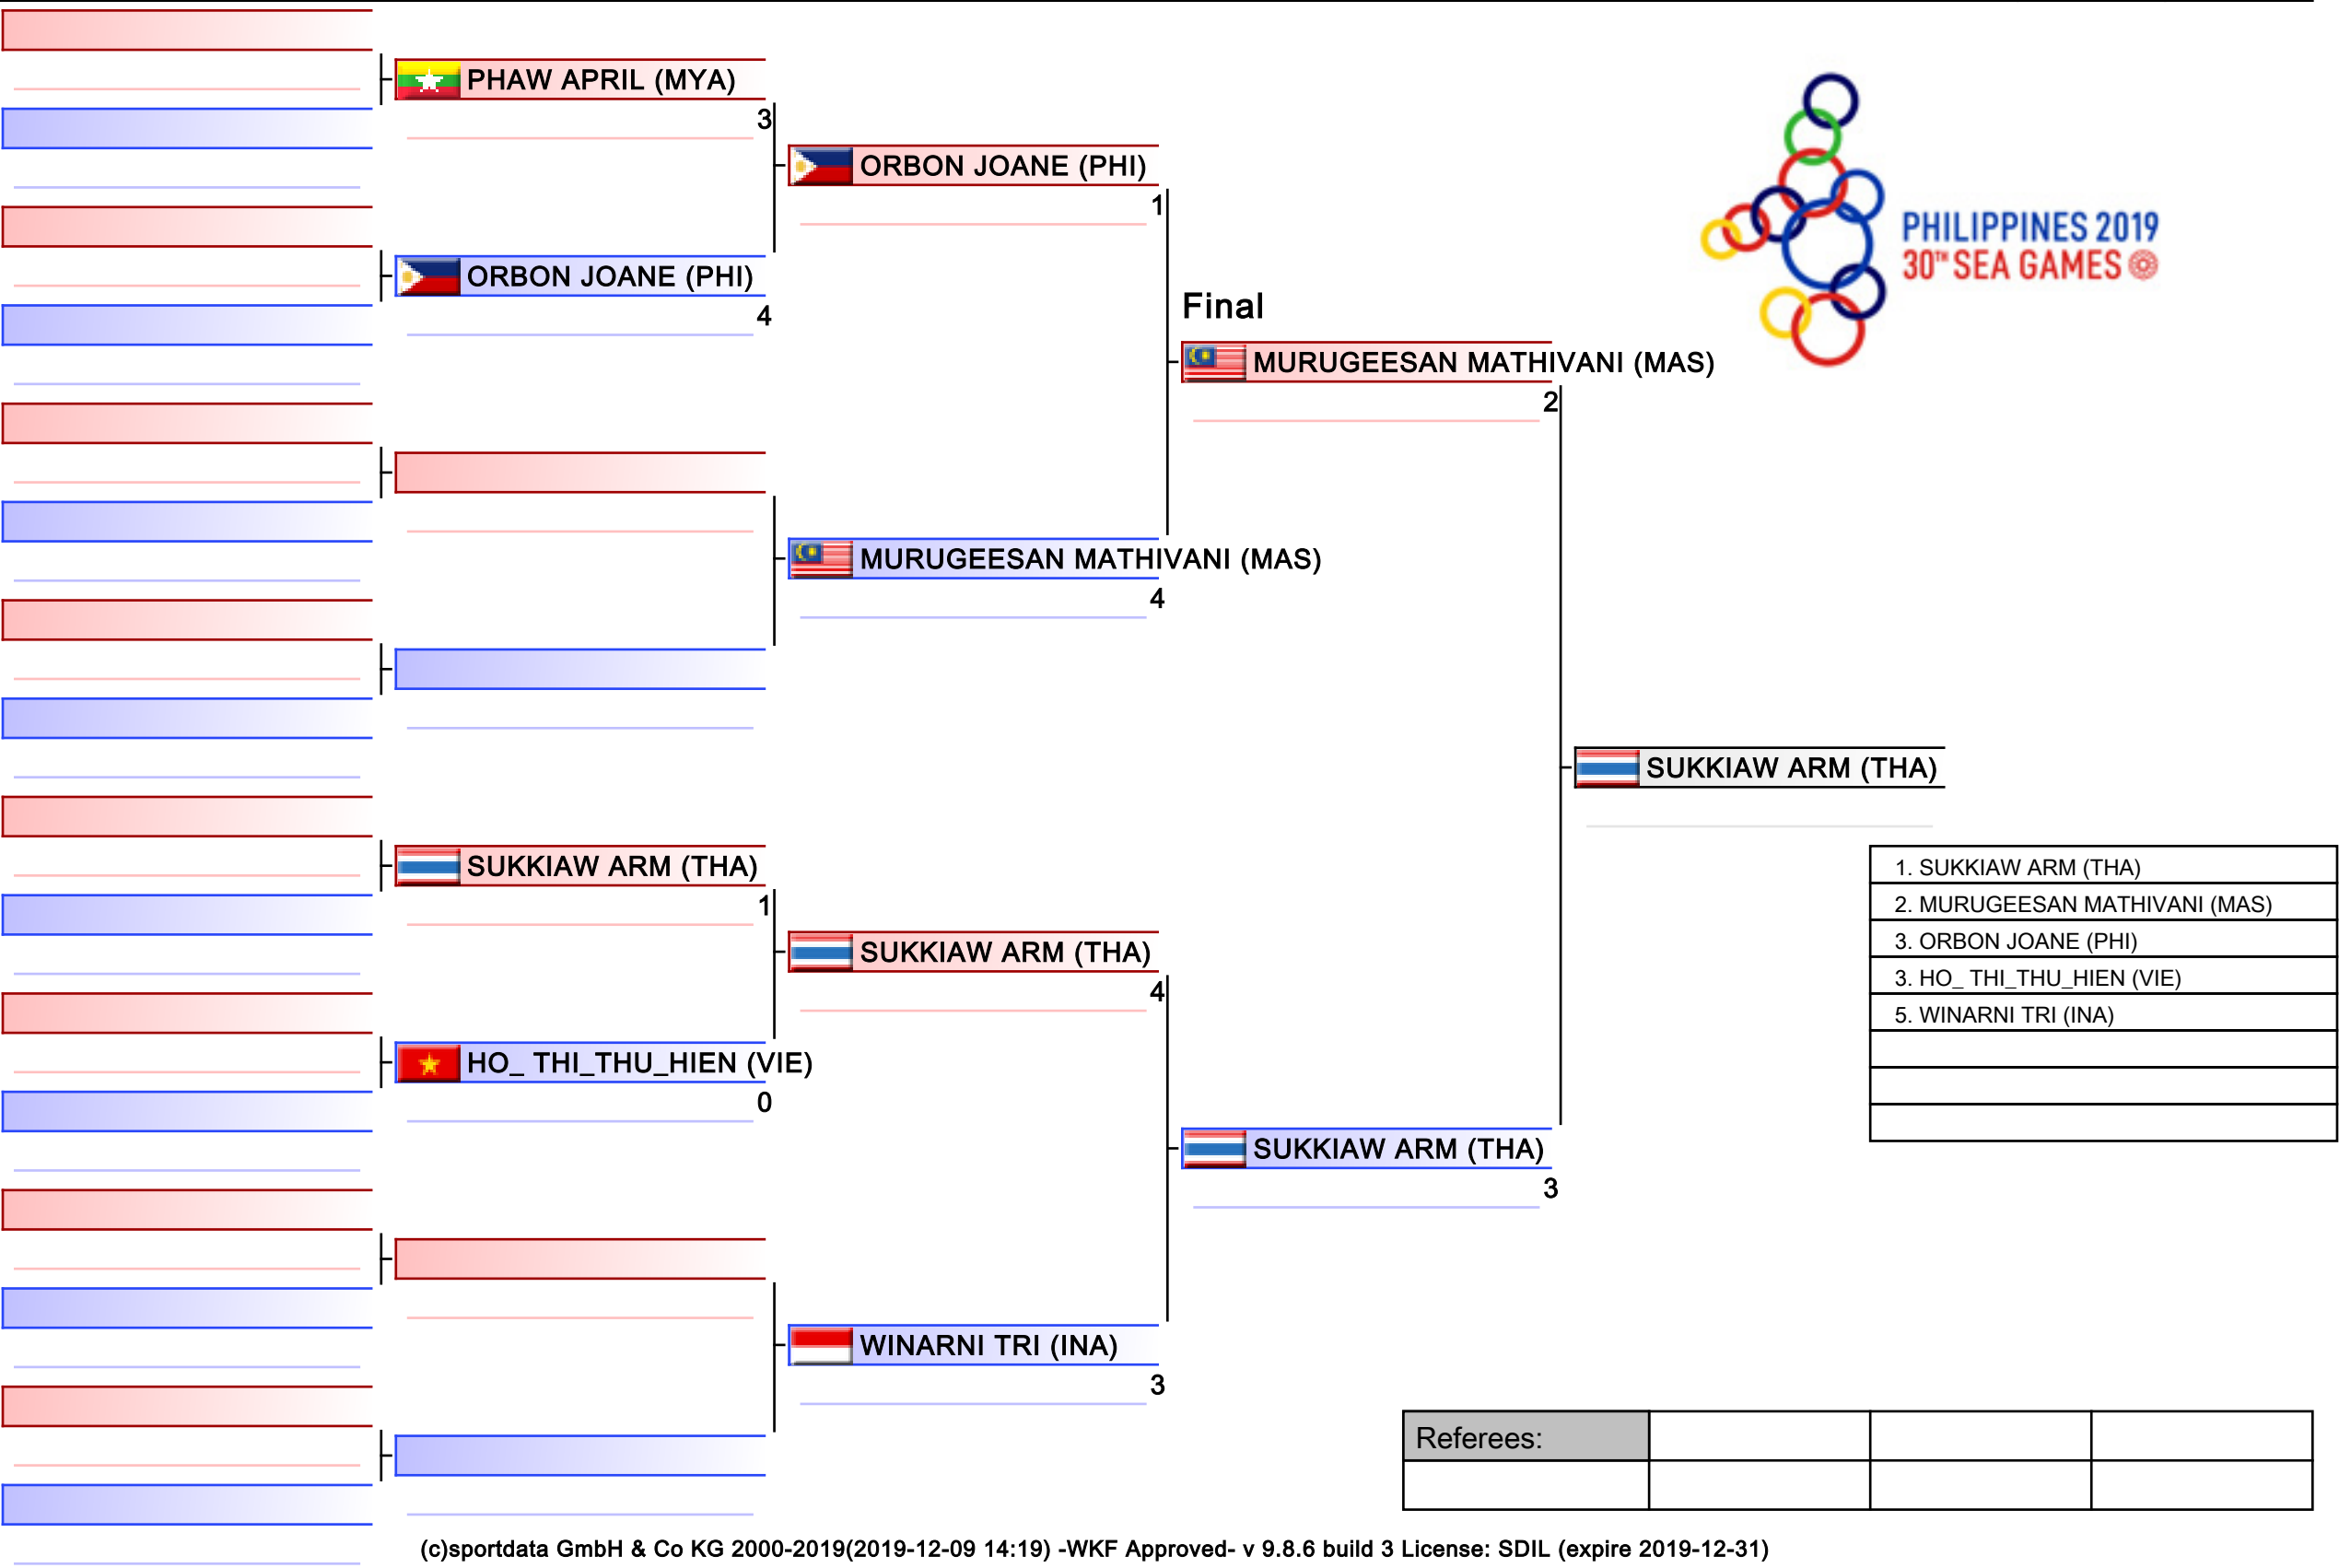 PHAW APRIL (MYA)
3
ORBON JOANE (PHI)
1
ORBON JOANE (PHI)
4
PHILIPPINES 2019
30TH SEA GAMES
Final
MURUGEESAN MATHIVANI (MAS)
2
MURUGEESAN MATHIVANI (MAS)
4
SUKKIAW ARM (THA)
SUKKIAW ARM (THA)
1
SUKKIAW ARM (THA)
4
HO_ THI_THU_HIEN (VIE)
0
SUKKIAW ARM (THA)
3
WINARNI TRI (INA)
3
1. SUKKIAW ARM (THA)
2. MURUGEESAN MATHIVANI (MAS)
3. ORBON JOANE (PHI)
3. HO_ THI_THU_HIEN (VIE)
5. WINARNI TRI (INA)
Referees:
(c)sportdata GmbH & Co KG 2000-2019(2019-12-09 14:19) -WKF Approved- v 9.8.6 build 3 License: SDIL (expire 2019-12-31)